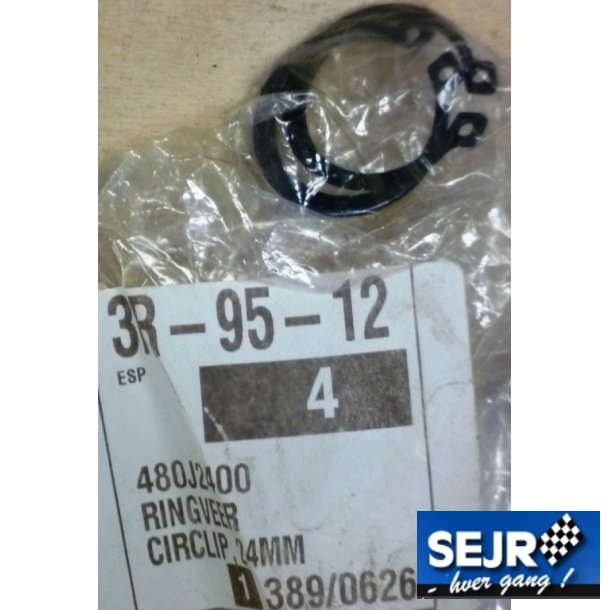 3R-95-12
ESP
4
480J2400
RINGVEER
CIRCLIP 24MM
1 389/0626
SEJR
- hver gang!